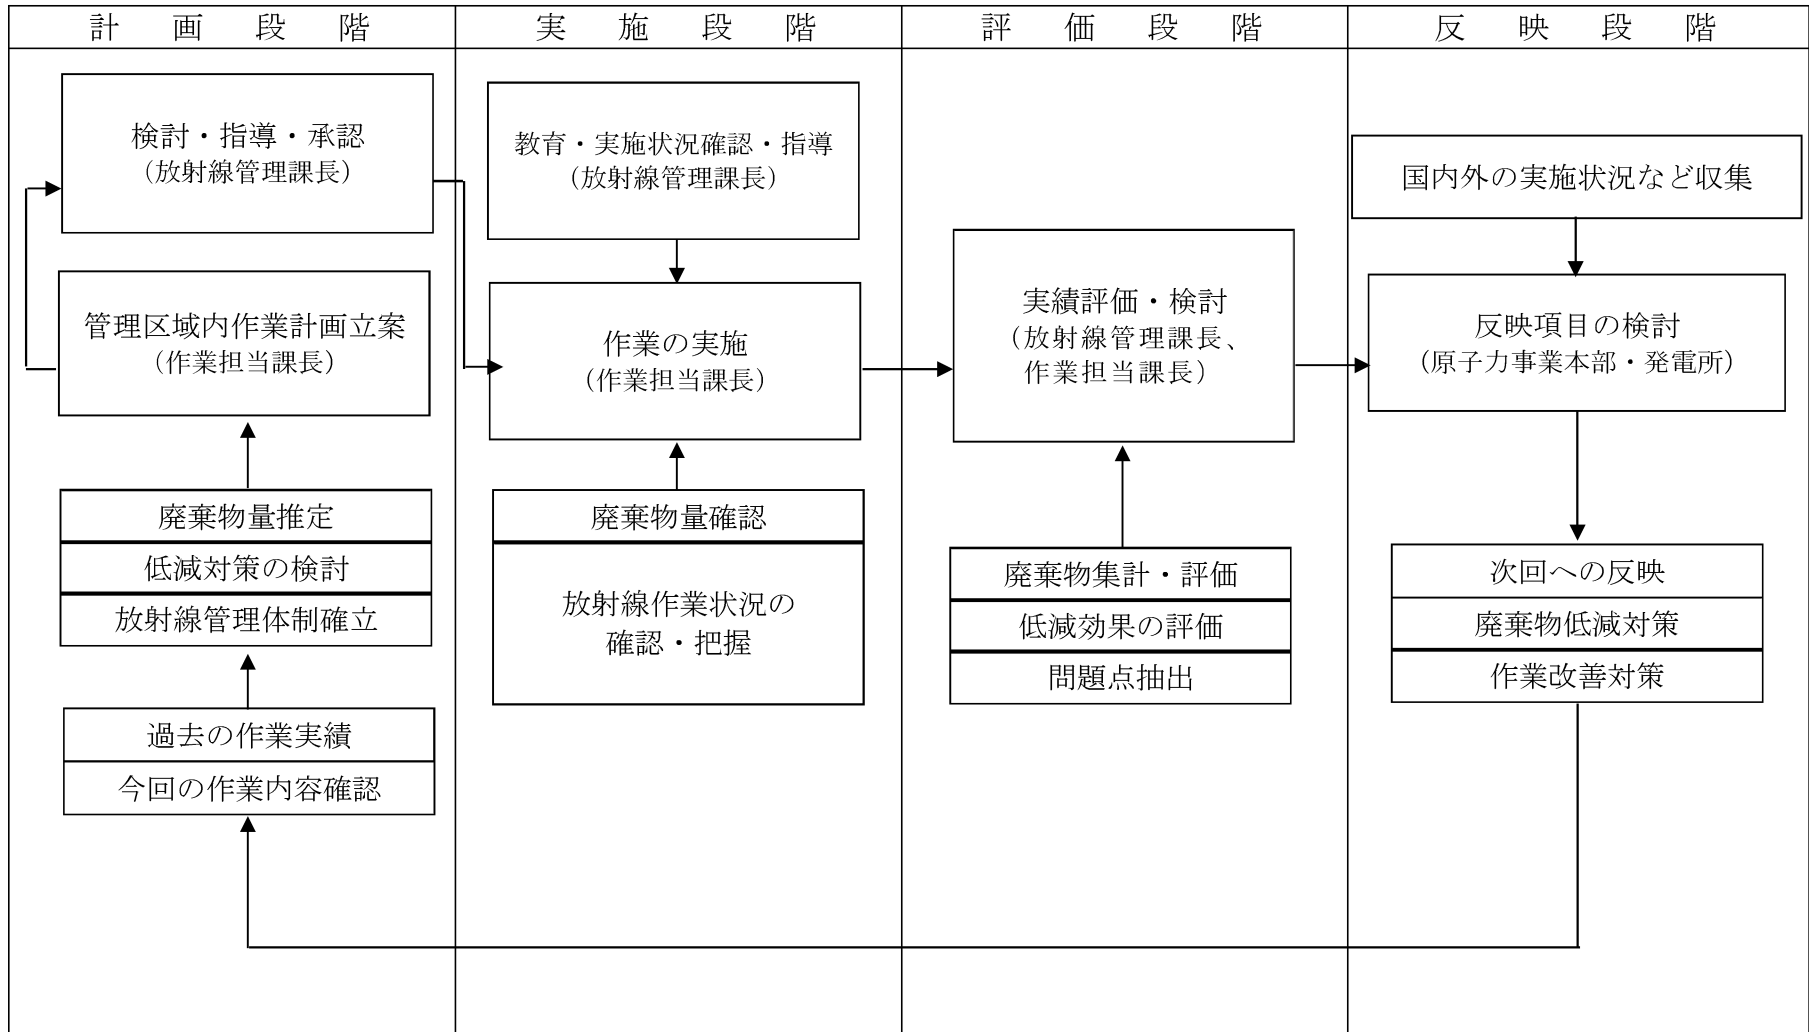 計画段階
実施段階
評価段階
反映段階
検討・指導・承認
（放射線管理課長）
管理区域内作業計画立案
（作業担当課長）
廃棄物量推定
低減対策の検討
放射線管理体制確立
過去の作業実績
今回の作業内容確認
教育・実施状況確認・指導
（放射線管理課長）
作業の実施
（作業担当課長）
廃棄物量確認
放射線作業状況の
確認・把握
実績評価・検討
（放射線管理課長、
作業担当課長）
廃棄物集計・評価
低減効果の評価
問題点抽出
国内外の実施状況など収集
反映項目の検討
（原子力事業本部・発電所）
次回への反映
廃棄物低減対策
作業改善対策